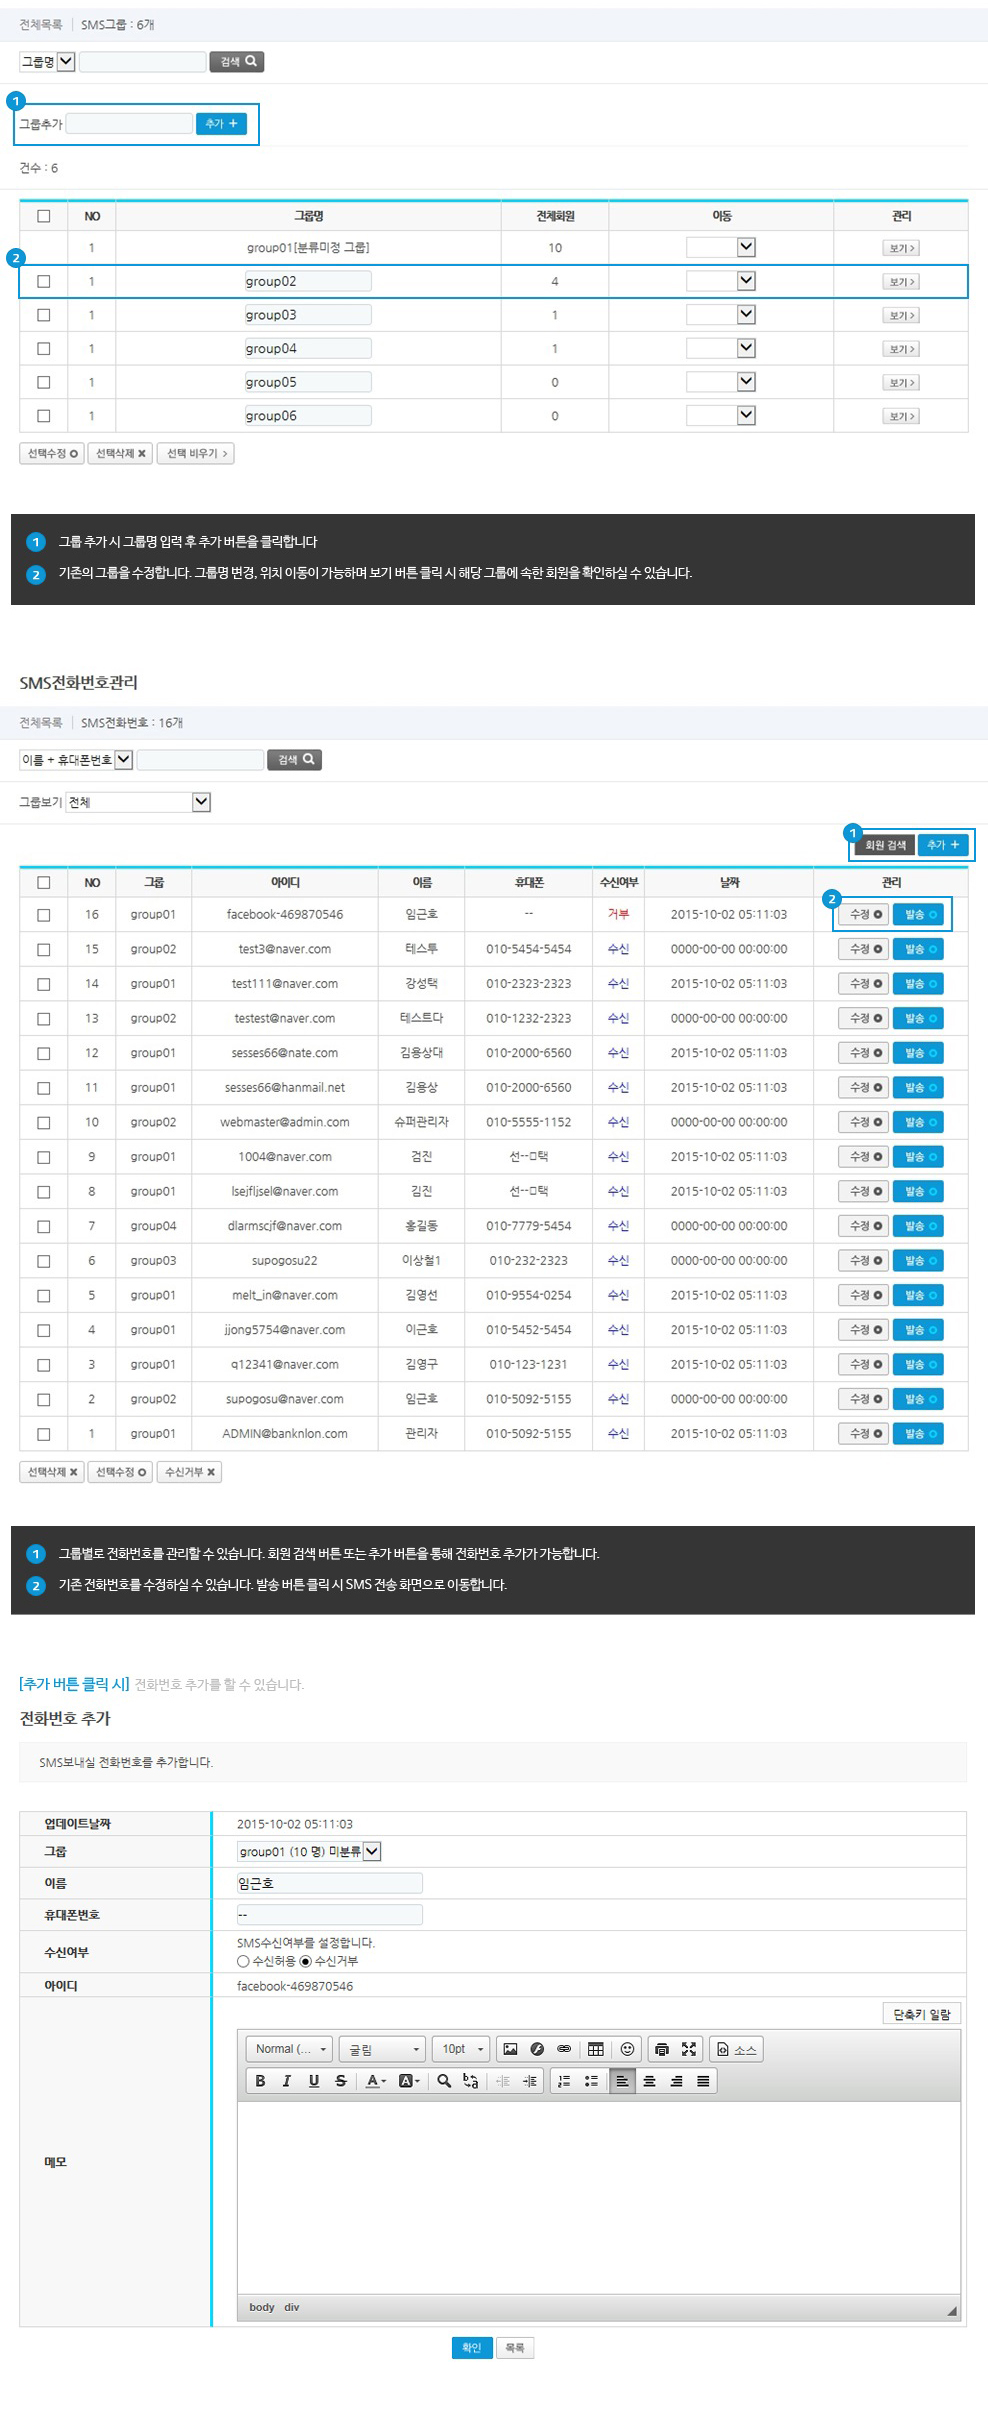 전체목록 SMS그룹 : 6개
그룹명 검색
1
그룹추가 추가 +
건수 : 6
NO 그룹명 전체회원 이동 관리
1 group01[분류미정 그룹] 10 보기 >
2
1 group02 4 보기 >
1 group03 1 보기 >
1 group04 1 보기 >
1 group05 0 보기 >
1 group06 0 보기 >
선택수정 선택삭제 선택 비우기 >
1 그룹 추가 시 그룹명 입력 후 추가 버튼을 클릭합니다
2 기존의 그룹을 수정합니다. 그룹명 변경, 위치 이동이 가능하며 보기 버튼 클릭 시 해당 그룹에 속한 회원을 확인하실 수 있습니다.
SMS전화번호관리
전체목록 SMS전화번호 : 16개
이름 + 휴대폰번호 검색
그룹보기 전체
1
회원 검색 추가 +
NO 그룹 아이디 이름 휴대폰 수신여부 날짜 관리
2
16 group01 facebook-469870546 임근호 -- 거부 2015-10-02 05:11:03 수정 발송
15 group02 test3@naver.com 테스투 010-5454-5454 수신 0000-00-00 00:00:00 수정 발송
14 group01 test111@naver.com 강성택 010-2323-2323 수신 2015-10-02 05:11:03 수정 발송
13 group02 testest@naver.com 테스트다 010-1232-2323 수신 0000-00-00 00:00:00 수정 발송
12 group01 sesses66@nate.com 김용상대 010-2000-6560 수신 2015-10-02 05:11:03 수정 발송
11 group01 sesses66@hanmail.net 김용상 010-2000-6560 수신 2015-10-02 05:11:03 수정 발송
10 group02 webmaster@admin.com 슈퍼관리자 010-5555-1152 수신 0000-00-00 00:00:00 수정 발송
9 group01 1004@naver.com 검진 선--□택 수신 2015-10-02 05:11:03 수정 발송
8 group01 lsejfljsel@naver.com 김진 선--□택 수신 2015-10-02 05:11:03 수정 발송
7 group04 dlarmscjf@naver.com 홍길동 010-7779-5454 수신 0000-00-00 00:00:00 수정 발송
6 group03 supogosu22 이상철1 010-232-2323 수신 0000-00-00 00:00:00 수정 발송
5 group01 melt_in@naver.com 김영선 010-9554-0254 수신 2015-10-02 05:11:03 수정 발송
4 group01 jjong5754@naver.com 이근호 010-5452-5454 수신 2015-10-02 05:11:03 수정 발송
3 group01 q12341@naver.com 김영구 010-123-1231 수신 2015-10-02 05:11:03 수정 발송
2 group02 supogosu@naver.com 임근호 010-5092-5155 수신 0000-00-00 00:00:00 수정 발송
1 group01 ADMIN@banknlon.com 관리자 010-5092-5155 수신 2015-10-02 05:11:03 수정 발송
선택삭제 선택수정 수신거부
1 그룹별로 전화번호를 관리할 수 있습니다. 회원 검색 버튼 또는 추가 버튼을 통해 전화번호 추가가 가능합니다.
2 기존 전화번호를 수정하실 수 있습니다. 발송 버튼 클릭 시 SMS 전송 화면으로 이동합니다.
[추가 버튼 클릭 시] 전화번호 추가를 할 수 있습니다.
전화번호 추가
SMS보내실 전화번호를 추가합니다.
업데이트날짜 2015-10-02 05:11:03
그룹 group01 (10 명) 미분류
이름 임근호
휴대폰번호 --
수신여부 SMS수신여부를 설정합니다.
수신허용 수신거부
아이디 facebook-469870546
단축키 일람
Normal (... 굴림 10pt 소스
B I U S A A
메모
body div
확인 목록